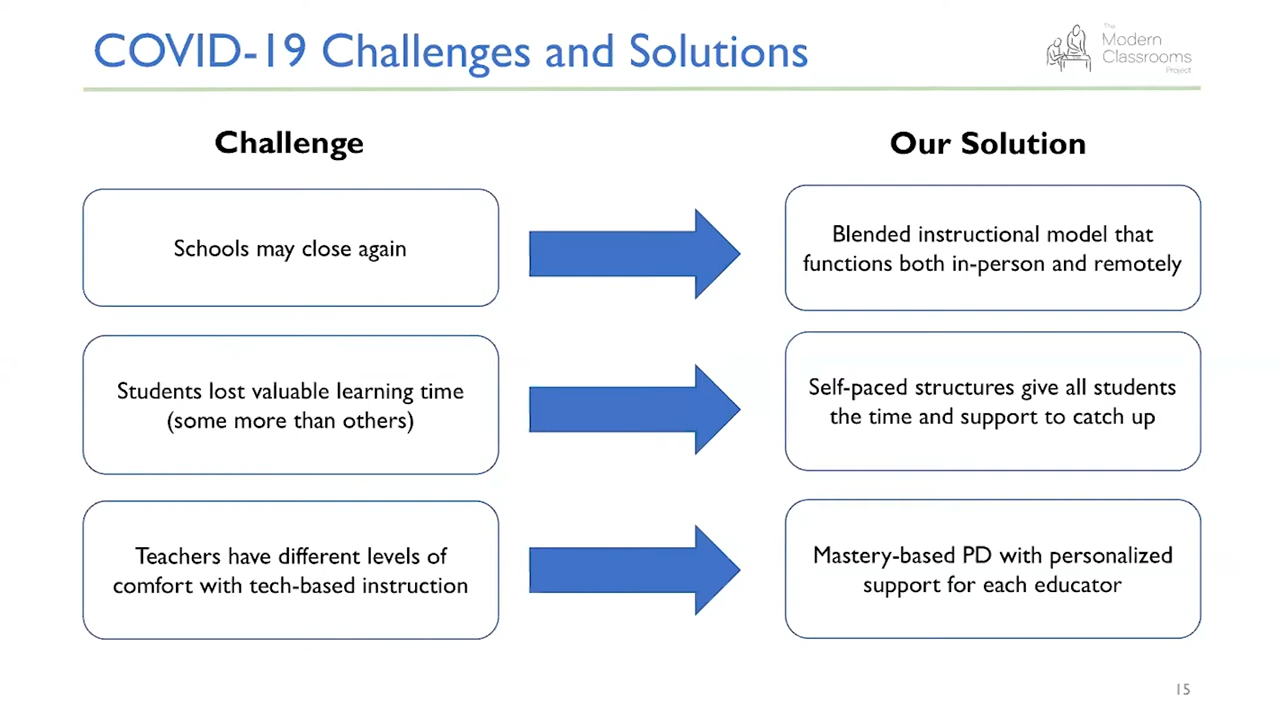 COVID-19 Challenges and Solutions
The
Modern
Classrooms
Project
Challenge
Our Solution
Schools may close again
Blended instructional model that
functions both in-person and remotely
Students lost valuable learning time
(some more than others)
Self-paced structures give all students
the time and support to catch up
Teachers have different levels of
comfort with tech-based instruction
Mastery-based PD with personalized
support for each educator
15